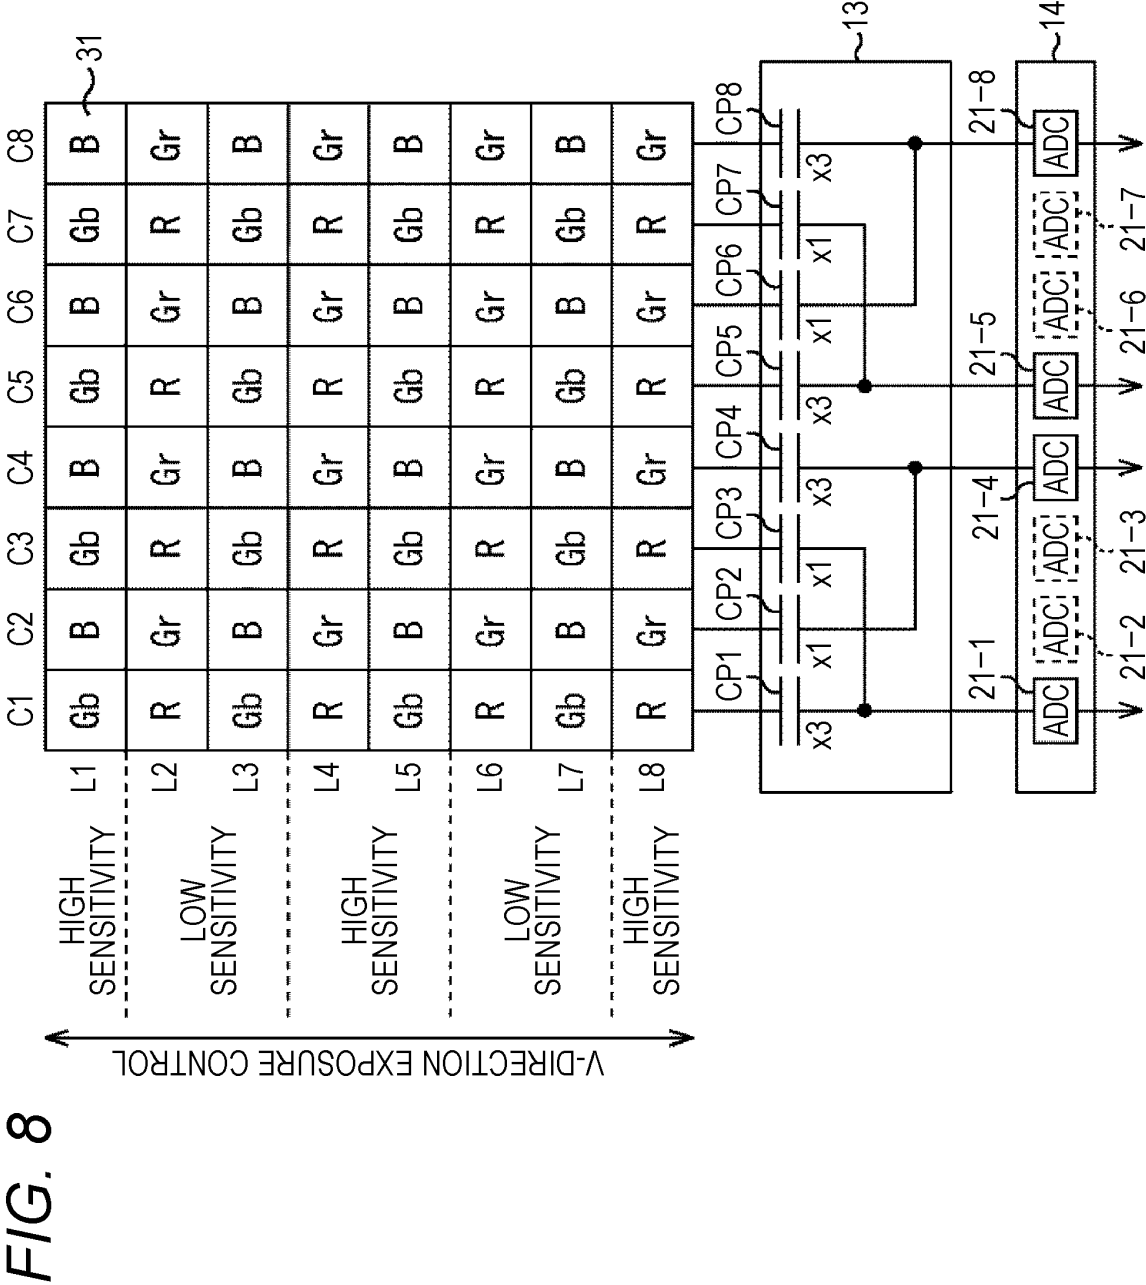 FIG. 8
C1 C2 C3 C4 C5 C6 C7 C8
HIGH SENSITIVITY L1 Gb B Gb B Gb B Gb B 31
LOW SENSITIVITY
L2 R Gr R Gr R Gr R Gr
L3 Gb B Gb B Gb B Gb B
HIGH SENSITIVITY
L4 R Gr R Gr R Gr R Gr
L5 Gb B Gb B Gb B Gb B
LOW SENSITIVITY
L6 R Gr R Gr R Gr R Gr
L7 Gb B Gb B Gb B Gb B
HIGH SENSITIVITY L8 R Gr R Gr R Gr R Gr
V-DIRECTION EXPOSURE CONTROL
CP1 CP2 CP3 CP4 CP5 CP6 CP7 CP8
x3 x1 x1 x3 x3 x1 x1 x3
13
21-1 21-4 21-5 21-8
ADC ADC ADC ADC ADC ADC ADC ADC
14
21-2 21-3 21-6 21-7